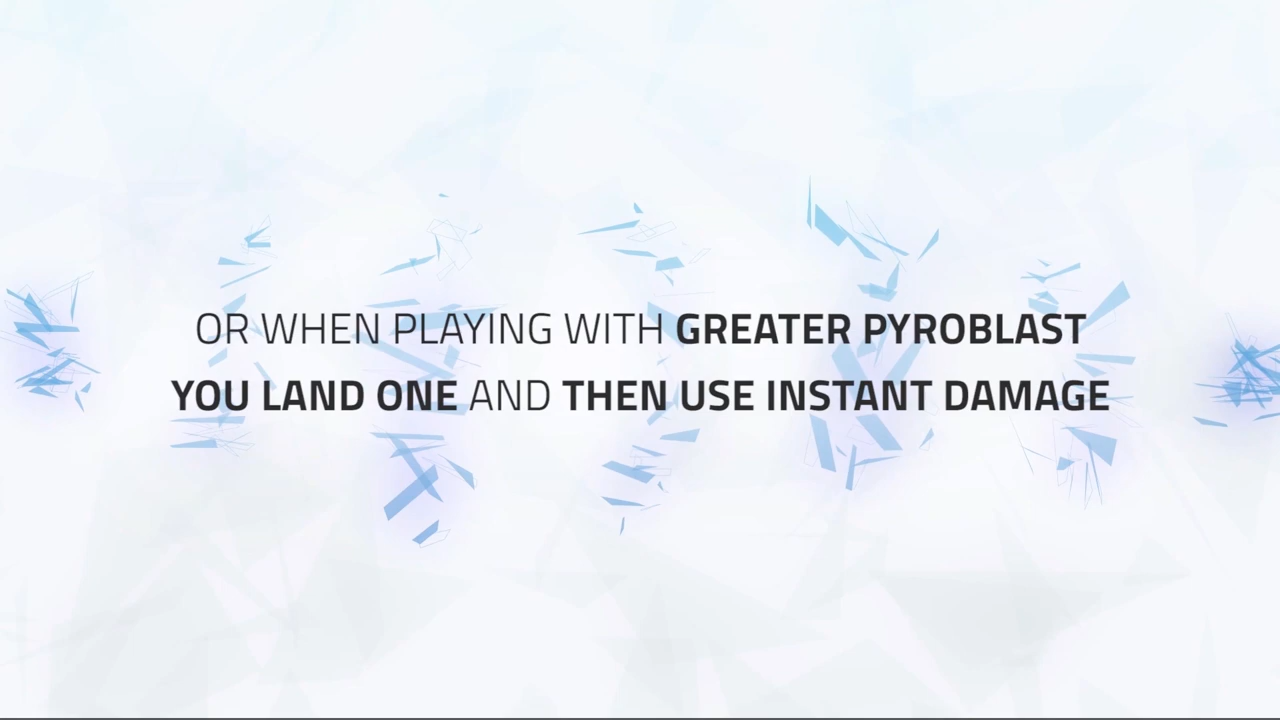 OR WHEN PLAYING WITH GREATER PYROBLAST
YOU LAND ONE AND THEN USE INSTANT DAMAGE